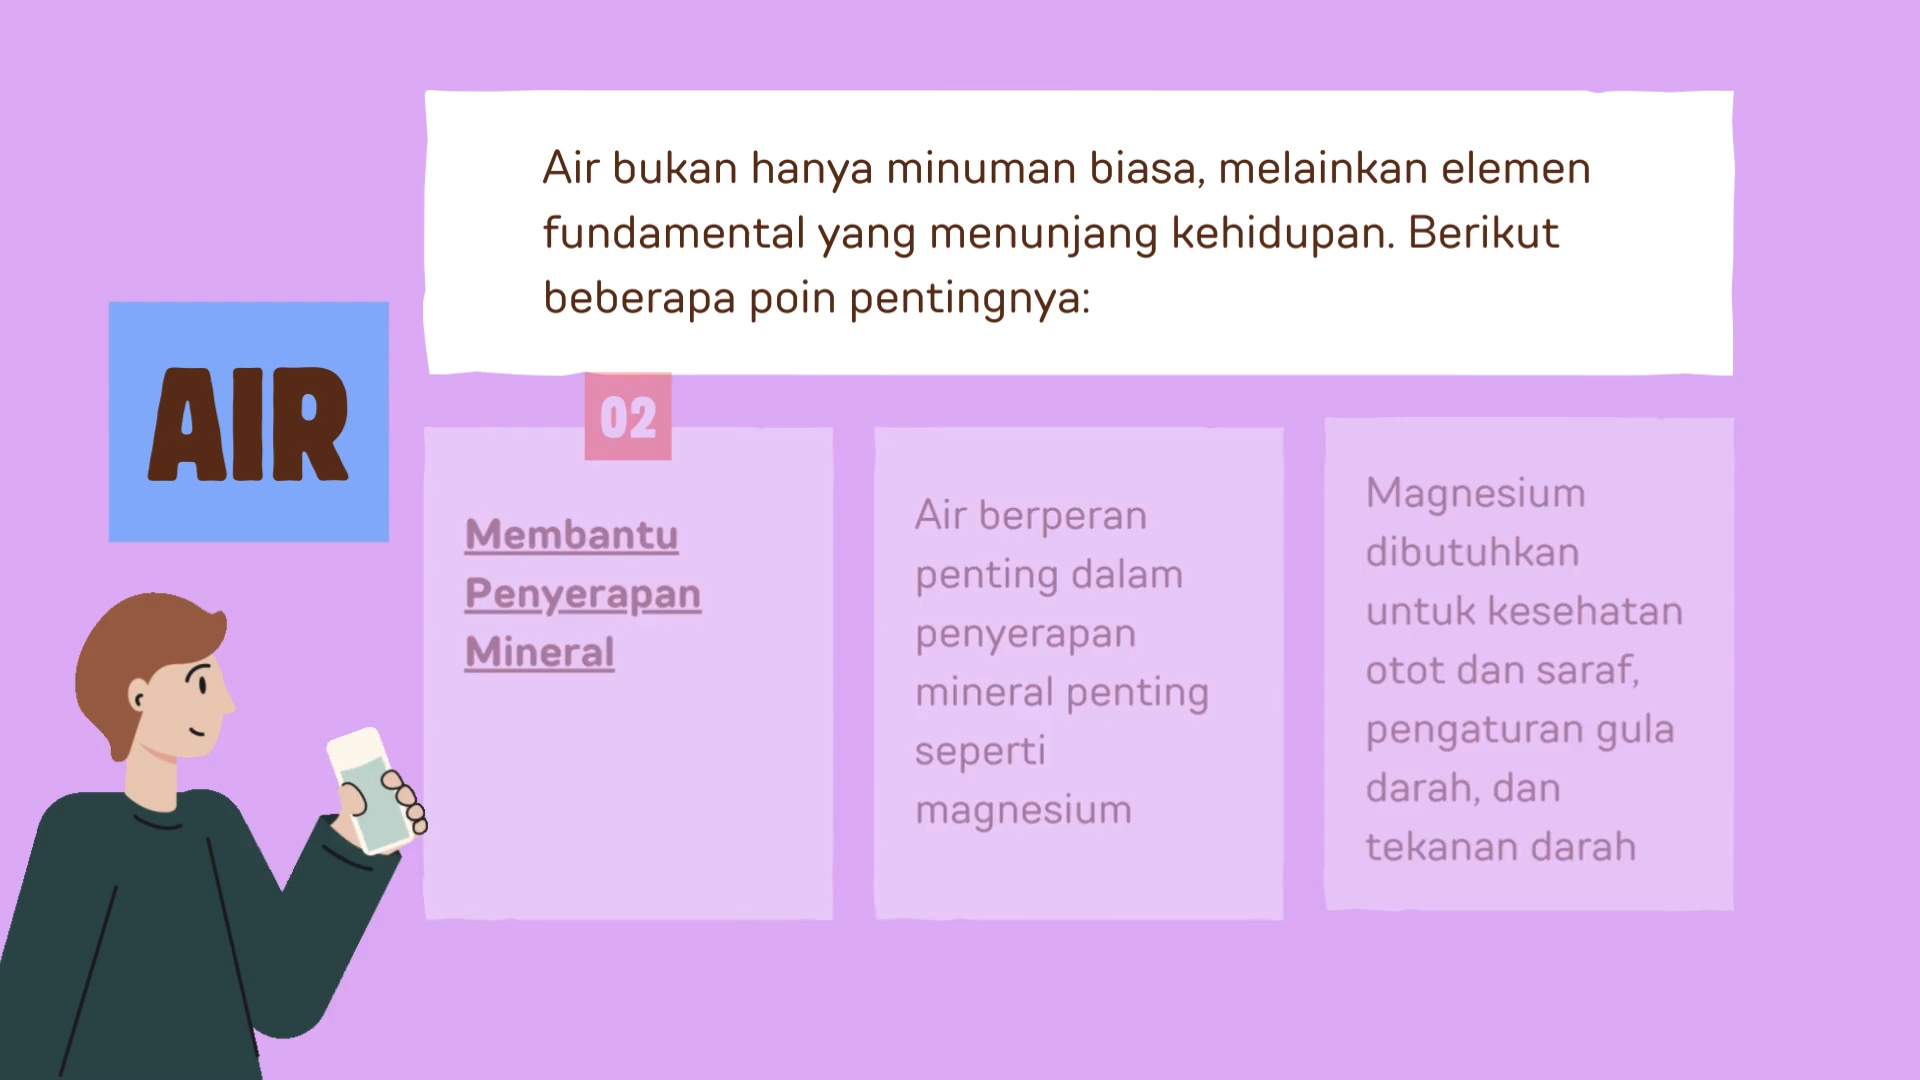 Air bukan hanya minuman biasa, melainkan elemen
fundamental yang menunjang kehidupan. Berikut
beberapa poin pentingnya:
AIR
02
Membantu
Penyerapan
Mineral
Air berperan
penting dalam
penyerapan
mineral penting
seperti
magnesium
Magnesium
dibutuhkan
untuk kesehatan
otot dan saraf,
pengaturan gula
darah, dan
tekanan darah